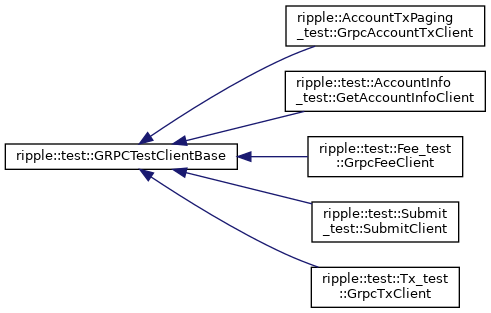 ripple::AccountTxPaging
_test::GrpcAccountTxClient
ripple::test::AccountInfo
_test::GetAccountInfoClient
ripple::test::GRPCTestClientBase
ripple::test::Fee_test
::GrpcFeeClient
ripple::test::Submit
_test::SubmitClient
ripple::test::Tx_test
::GrpcTxClient